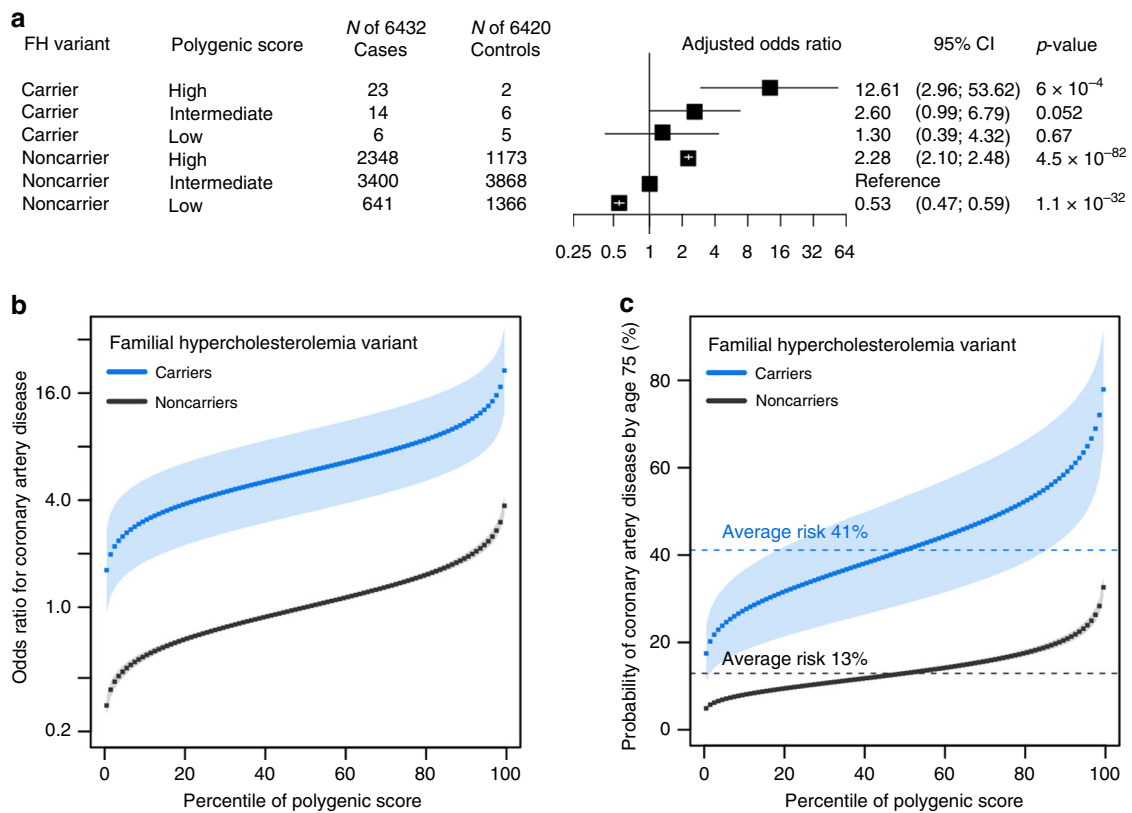 a
FH variant Polygenic score N of 6432 Cases N of 6420 Controls Adjusted odds ratio 95% CI p-value
Carrier High 23 2 12.61 (2.96; 53.62) 6 × 10⁻⁴
Carrier Intermediate 14 6 2.60 (0.99; 6.79) 0.052
Carrier Low 6 5 1.30 (0.39; 4.32) 0.67
Noncarrier High 2348 1173 2.28 (2.10; 2.48) 4.5 × 10⁻⁸²
Noncarrier Intermediate 3400 3868 Reference
Noncarrier Low 641 1366 0.53 (0.47; 0.59) 1.1 × 10⁻³²
0.25 0.5 1 2 4 8 16 32 64
b
Familial hypercholesterolemia variant
Carriers
Noncarriers
Odds ratio for coronary artery disease
16.0
4.0
1.0
0.2
0 20 40 60 80 100
Percentile of polygenic score
c
Familial hypercholesterolemia variant
Carriers
Noncarriers
Probability of coronary artery disease by age 75 (%)
80
60
Average risk 41%
40
20
Average risk 13%
0
0 20 40 60 80 100
Percentile of polygenic score